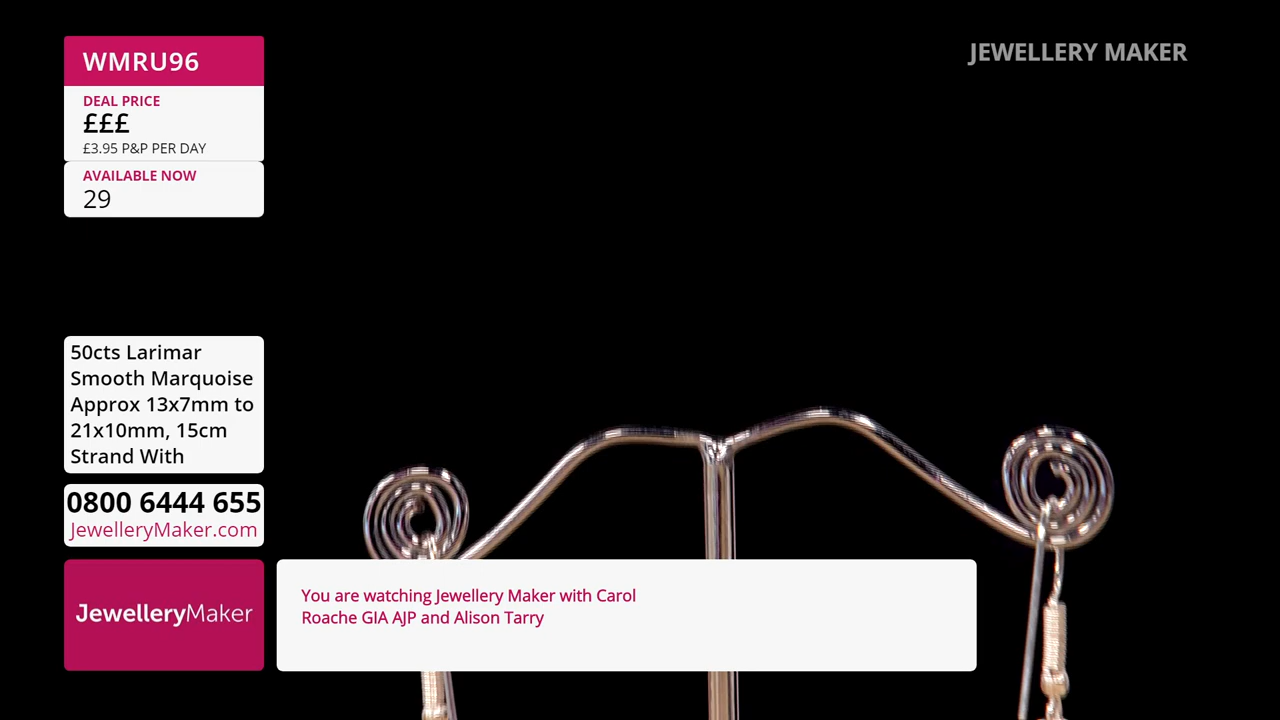 WMRU96
DEAL PRICE
£££
£3.95 P&P PER DAY
AVAILABLE NOW
29
JEWELLERY MAKER
50cts Larimar
Smooth Marquoise
Approx 13x7mm to
21x10mm, 15cm
Strand With
0800 6444 655
JewelleryMaker.com
JewelleryMaker
You are watching Jewellery Maker with Carol
Roache GIA AJP and Alison Tarry